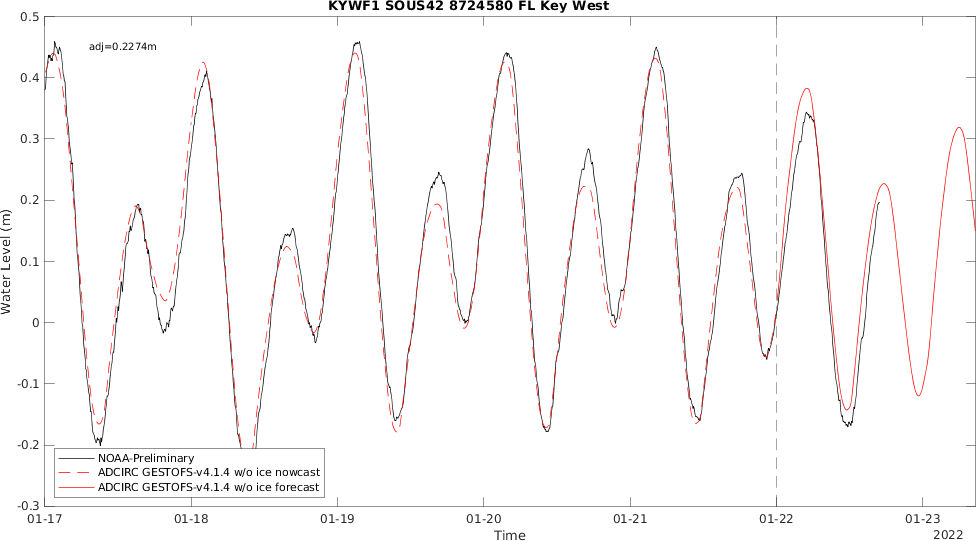 KYWF1 SOUS42 8724580 FL Key West
adj=0.2274m
0.5
0.4
0.3
0.2
0.1
0
-0.1
-0.2
-0.3
Water Level (m)
NOAA-Preliminary
ADCIRC GESTOFS-v4.1.4 w/o ice nowcast
ADCIRC GESTOFS-v4.1.4 w/o ice forecast
01-17 01-18 01-19 01-20 01-21 01-22 01-23
Time
2022